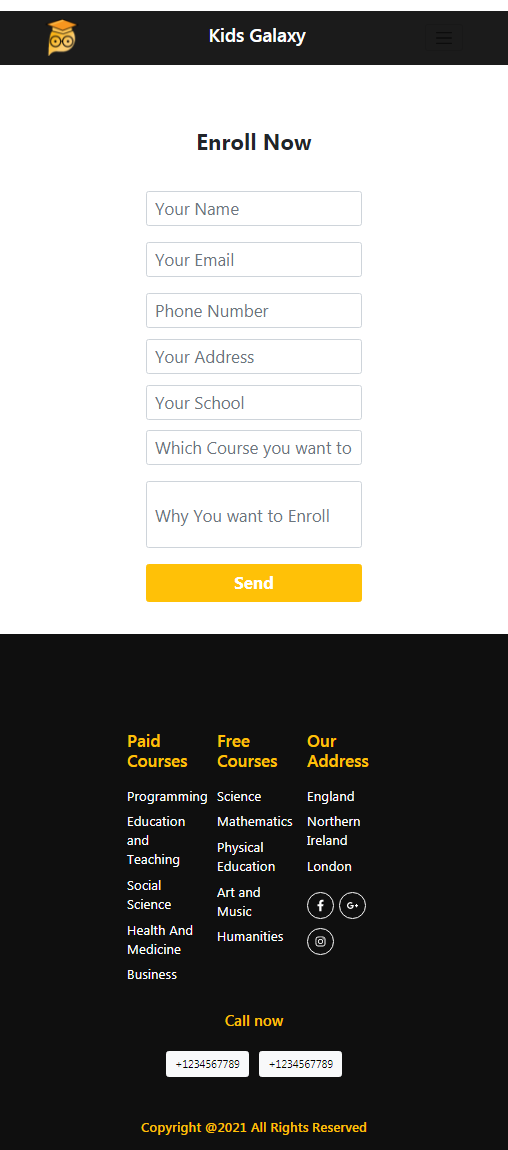 Kids Galaxy
Enroll Now
Your Name
Your Email
Phone Number
Your Address
Your School
Which Course you want to
Why You want to Enroll
Send
Paid
Courses
Programming
Education
and
Teaching
Social
Science
Health And
Medicine
Business
Free
Courses
Science
Mathematics
Physical
Education
Art and
Music
Humanities
Our
Address
England
Northern
Ireland
London
G+
Call now
+1234567789
+1234567789
Copyright @2021 All Rights Reserved